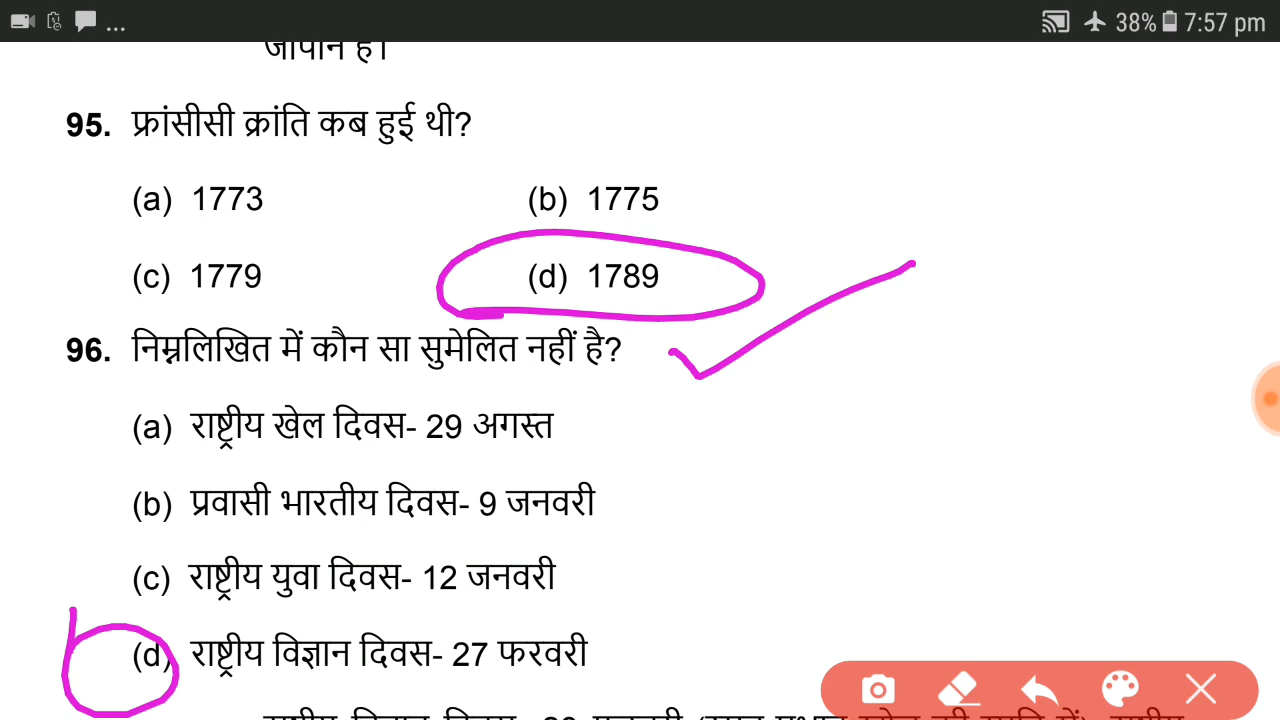 ... 38% 7:57 pm
जापान है।
95. फ्रांसीसी क्रांति कब हुई थी?
(a) 1773 (b) 1775
(c) 1779 (d) 1789
96. निम्नलिखित में कौन सा सुमेलित नहीं है?
(a) राष्ट्रीय खेल दिवस- 29 अगस्त
(b) प्रवासी भारतीय दिवस- 9 जनवरी
(c) राष्ट्रीय युवा दिवस- 12 जनवरी
(d) राष्ट्रीय विज्ञान दिवस- 27 फरवरी